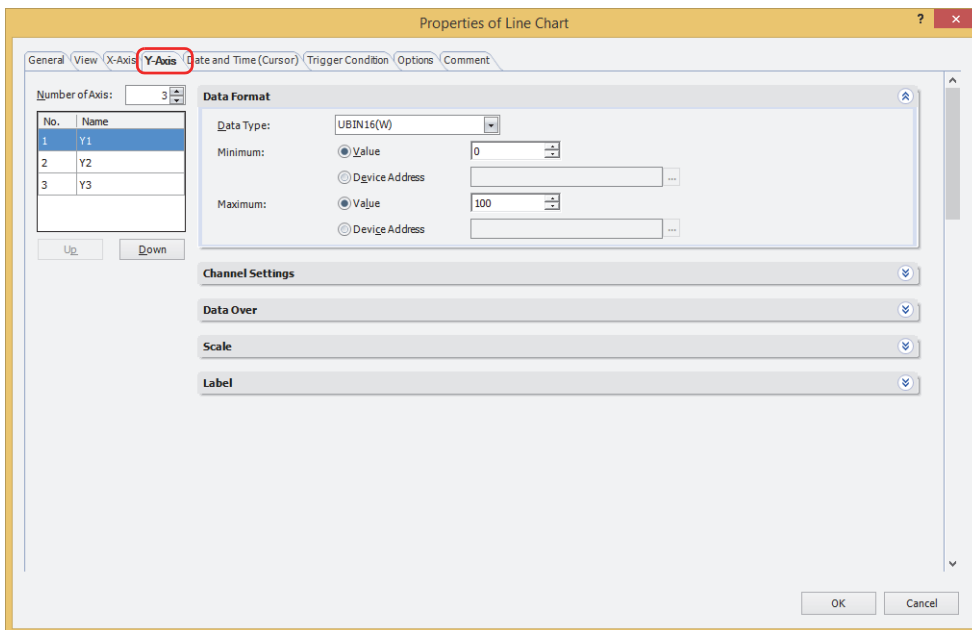 Properties of Line Chart
?
×
General View X-Axis Y-Axis Date and Time (Cursor) Trigger Condition Options Comment
Number of Axis: 3
No. Name
1 Y1
2 Y2
3 Y3
Up Down
Data Format
Data Type: UBIN16(W)
Minimum: Value 0
Device Address ...
Maximum: Value 100
Device Address ...
Channel Settings
Data Over
Scale
Label
OK Cancel